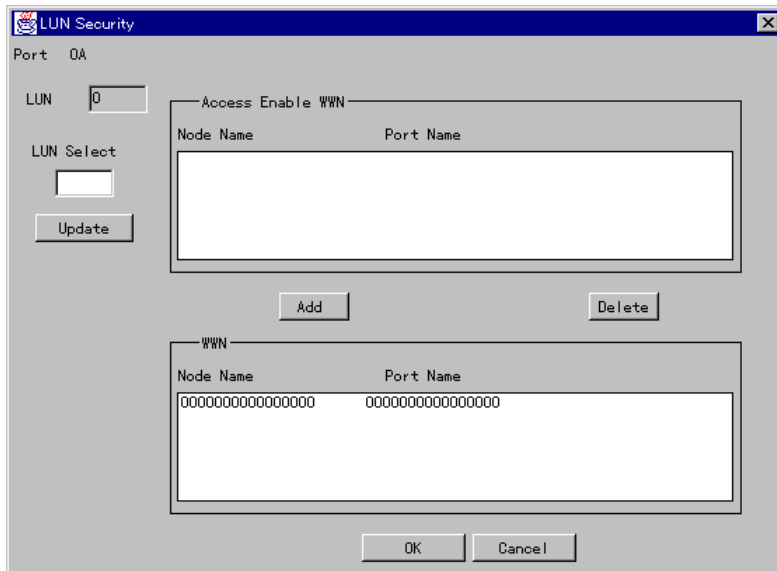 LUN Security
Port 0A
LUN 0
Access Enable WWN
Node Name Port Name
LUN Select
Update
Add Delete
WWN
Node Name Port Name
0000000000000000 0000000000000000
OK Cancel